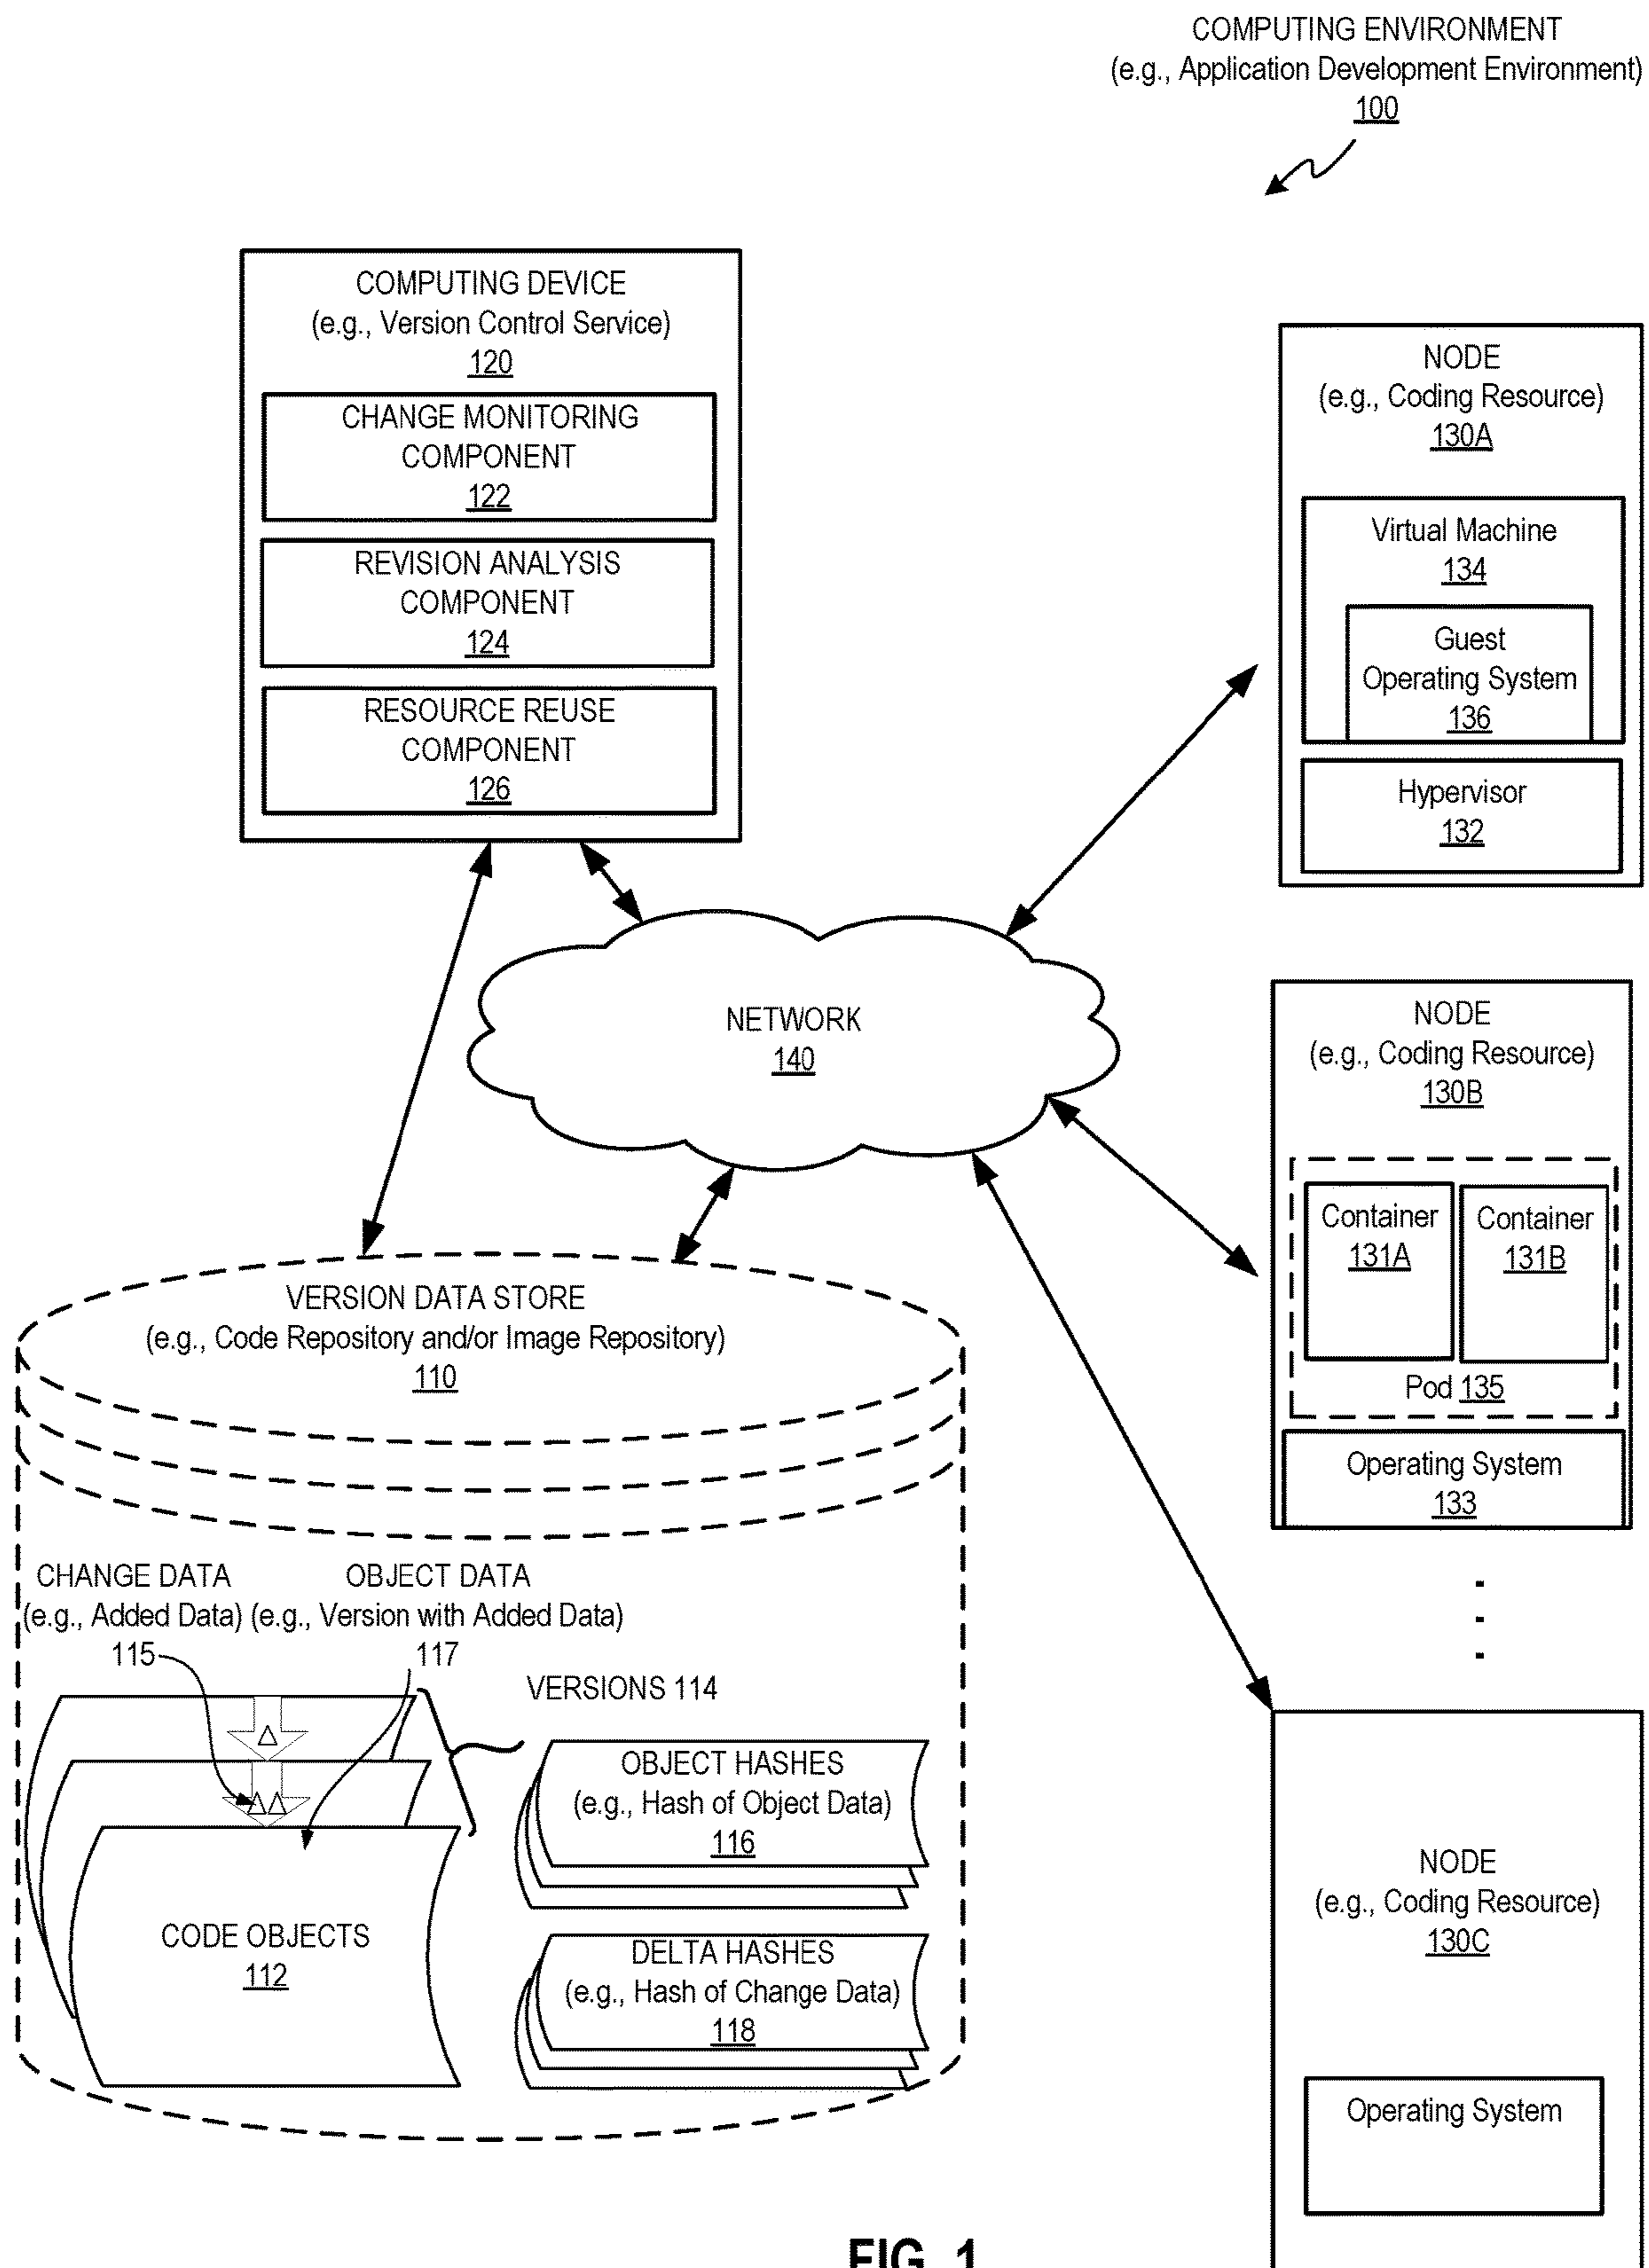 COMPUTING ENVIRONMENT
(e.g., Application Development Environment)
100
COMPUTING DEVICE
(e.g., Version Control Service)
120
CHANGE MONITORING
COMPONENT
122
REVISION ANALYSIS
COMPONENT
124
RESOURCE REUSE
COMPONENT
126
NODE
(e.g., Coding Resource)
130A
Virtual Machine
134
Guest
Operating System
136
Hypervisor
132
NETWORK
140
NODE
(e.g., Coding Resource)
130B
Container
131A
Container
131B
Pod 135
Operating System
133
VERSION DATA STORE
(e.g., Code Repository and/or Image Repository)
110
CHANGE DATA
(e.g., Added Data)
115
OBJECT DATA
(e.g., Version with Added Data)
117
VERSIONS 114
Δ
ΔΔ
CODE OBJECTS
112
OBJECT HASHES
(e.g., Hash of Object Data)
116
DELTA HASHES
(e.g., Hash of Change Data)
118
NODE
(e.g., Coding Resource)
130C
Operating System
FIG. 1